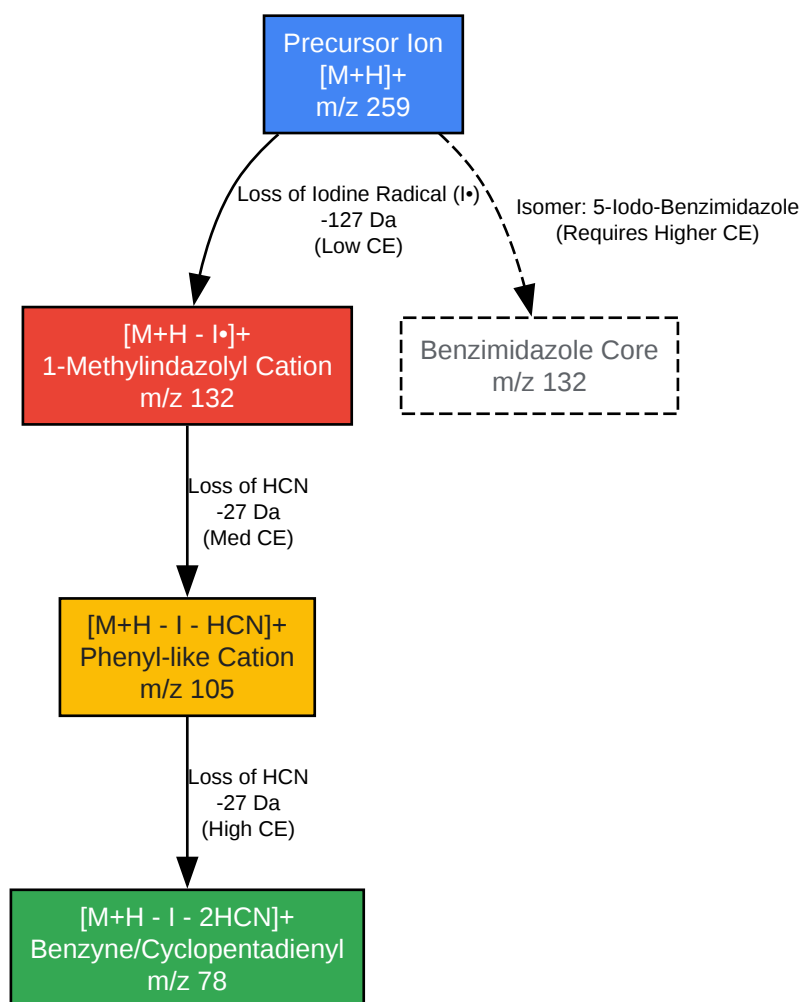 Precursor Ion
[M+H]+
m/z 259
Loss of Iodine Radical (I•)
-127 Da
(Low CE)
Isomer: 5-Iodo-Benzimidazole
(Requires Higher CE)
[M+H - I•]+
1-Methylindazolyl Cation
m/z 132
Benzimidazole Core
m/z 132
Loss of HCN
-27 Da
(Med CE)
[M+H - I - HCN]+
Phenyl-like Cation
m/z 105
Loss of HCN
-27 Da
(High CE)
[M+H - I - 2HCN]+
Benzyne/Cyclopentadienyl
m/z 78